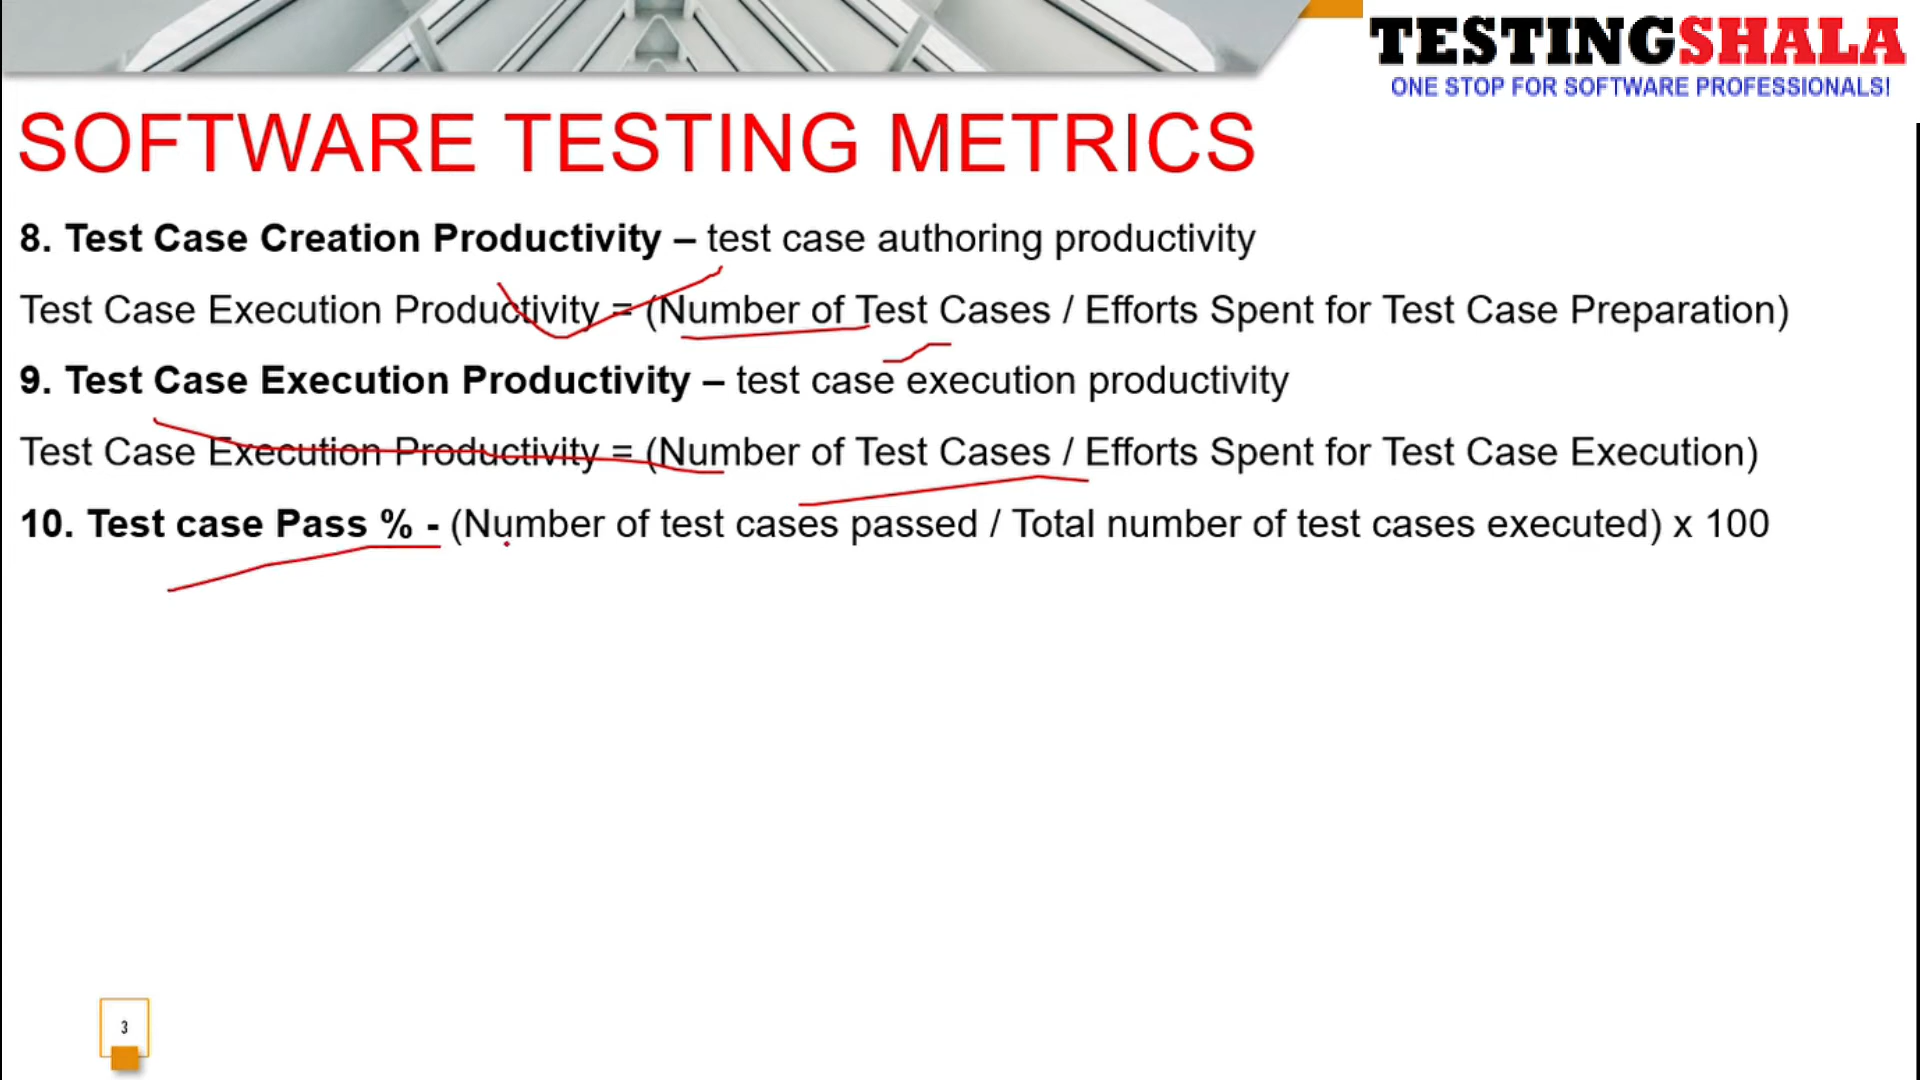 TESTINGSHALA
ONE STOP FOR SOFTWARE PROFESSIONALS!
SOFTWARE TESTING METRICS
8. Test Case Creation Productivity – test case authoring productivity
Test Case Execution Productivity = (Number of Test Cases / Efforts Spent for Test Case Preparation)
9. Test Case Execution Productivity – test case execution productivity
Test Case Execution Productivity = (Number of Test Cases / Efforts Spent for Test Case Execution)
10. Test case Pass % - (Number of test cases passed / Total number of test cases executed) x 100
3